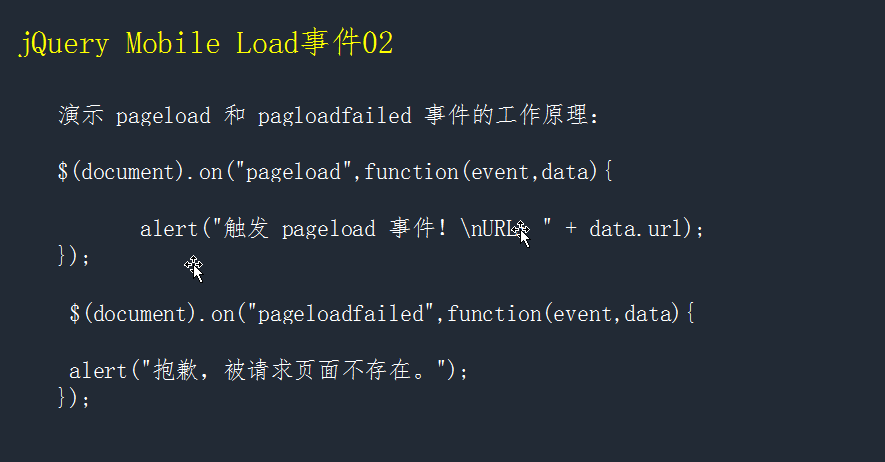 jQuery Mobile Load事件02
演示 pageload 和 pagloadfailed 事件的工作原理：
$(document).on("pageload",function(event,data){
alert("触发 pageload 事件！\nURL: " + data.url);
});
$(document).on("pageloadfailed",function(event,data){
alert("抱歉，被请求页面不存在。");
});